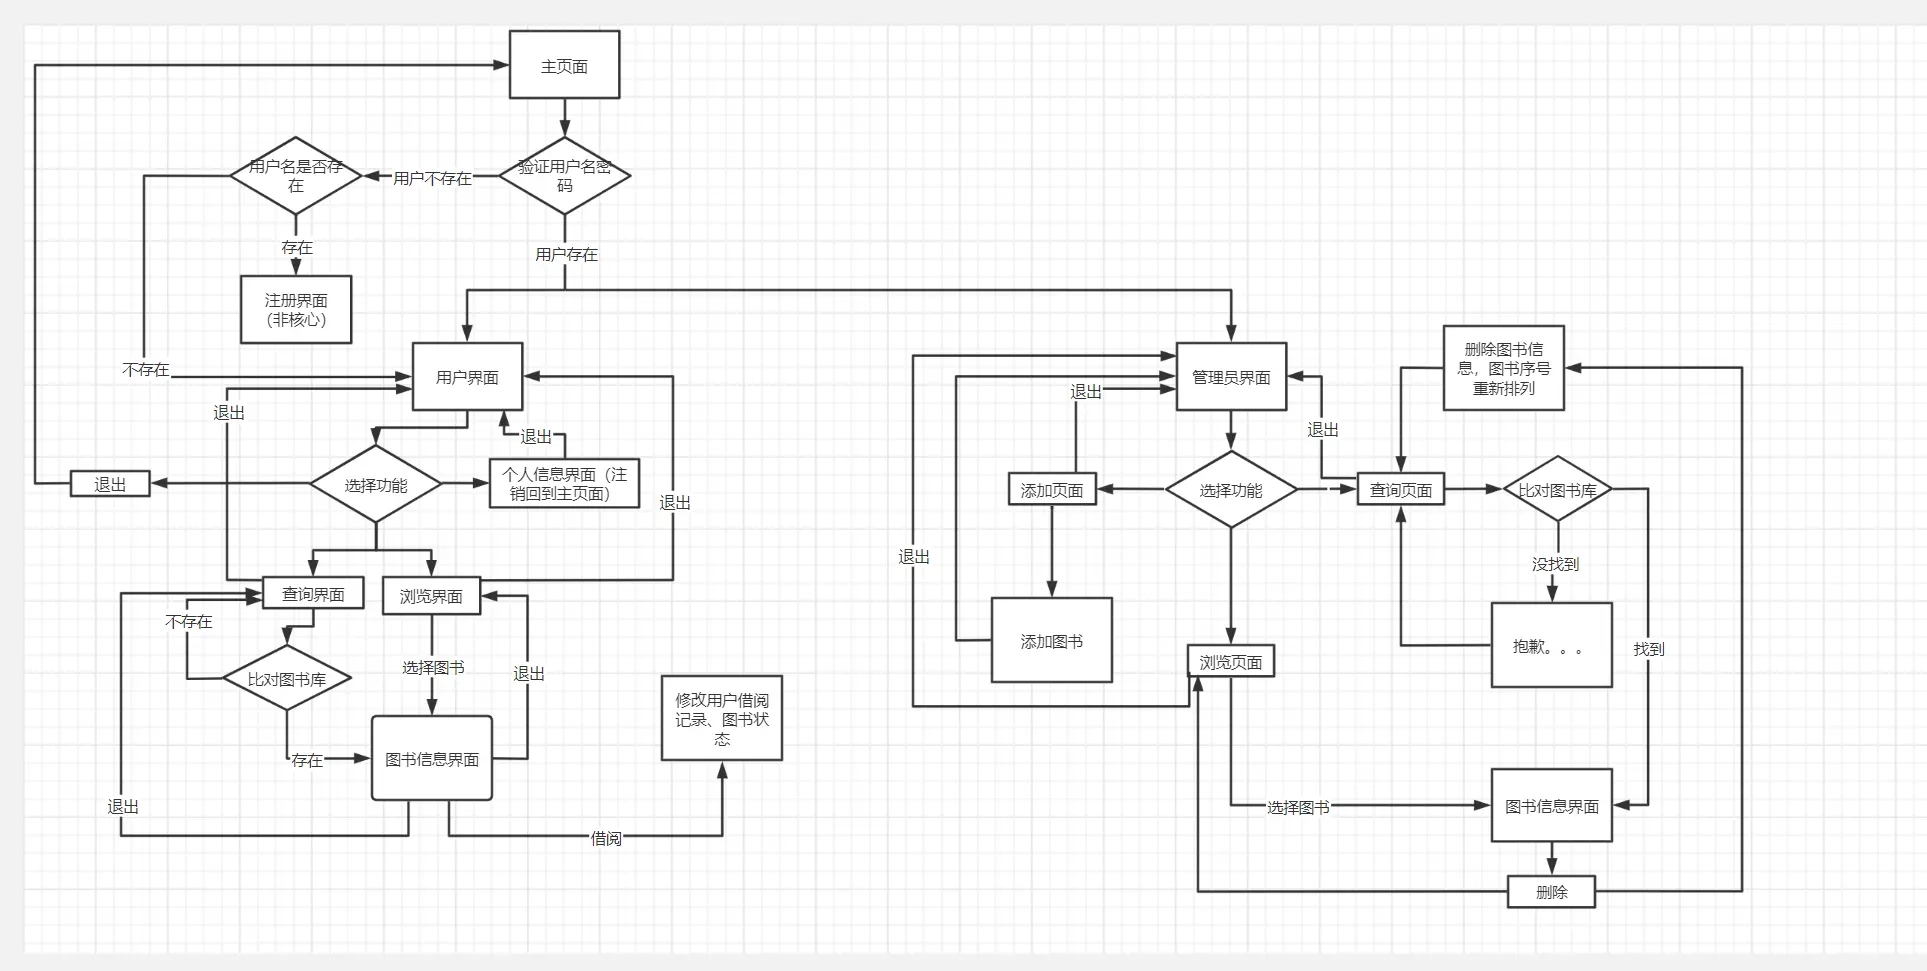 主页面
用户名是否存
在
用户不存在
验证用户名密
码
存在
用户存在
注册界面
（非核心）
不存在
用户界面
退出
退出
退出
选择功能
个人信息界面（注
销回到主页面）
退出
查询界面
浏览界面
不存在
选择图书
退出
比对图书库
存在
图书信息界面
退出
借阅
修改用户借阅
记录、图书状
态
管理员界面
退出
退出
删除图书信
息，图书序号
重新排列
添加页面
选择功能
查询页面
比对图书库
退出
没找到
添加图书
浏览页面
抱歉。。。
找到
选择图书
图书信息界面
删除